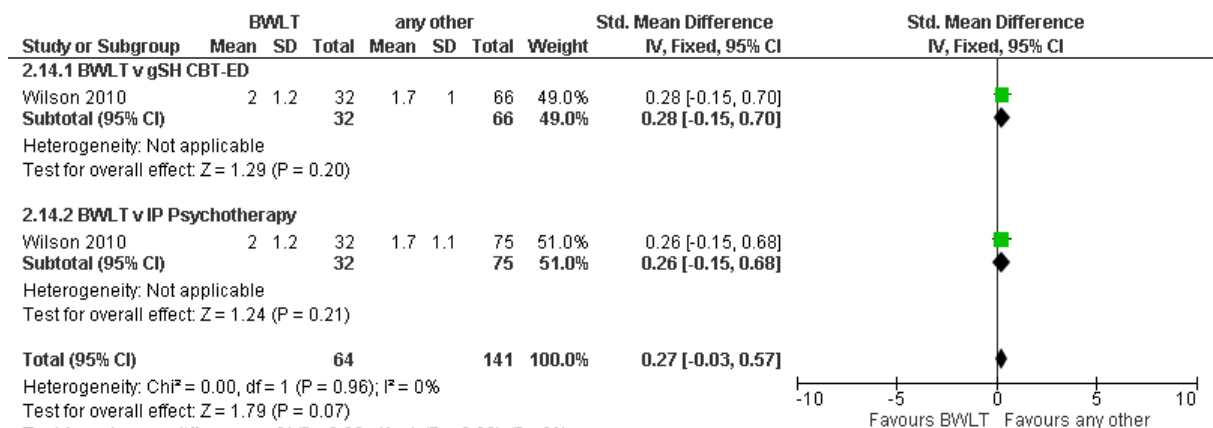 BWLT any other Std. Mean Difference Std. Mean Difference
Study or Subgroup Mean SD Total Mean SD Total Weight IV, Fixed, 95% CI IV, Fixed, 95% CI
2.14.1 BWLT v gSH CBT-ED
Wilson 2010 2 1.2 32 1.7 1 66 49.0% 0.28 [-0.15, 0.70]
Subtotal (95% CI) 32 66 49.0% 0.28 [-0.15, 0.70]
Heterogeneity: Not applicable
Test for overall effect: Z = 1.29 (P = 0.20)
2.14.2 BWLT v IP Psychotherapy
Wilson 2010 2 1.2 32 1.7 1.1 75 51.0% 0.26 [-0.15, 0.68]
Subtotal (95% CI) 32 75 51.0% 0.26 [-0.15, 0.68]
Heterogeneity: Not applicable
Test for overall effect: Z = 1.24 (P = 0.21)
Total (95% CI) 64 141 100.0% 0.27 [-0.03, 0.57]
Heterogeneity: Chi² = 0.00, df = 1 (P = 0.96); I² = 0%
Test for overall effect: Z = 1.79 (P = 0.07)
-10 -5 0 5 10
Favours BWLT Favours any other